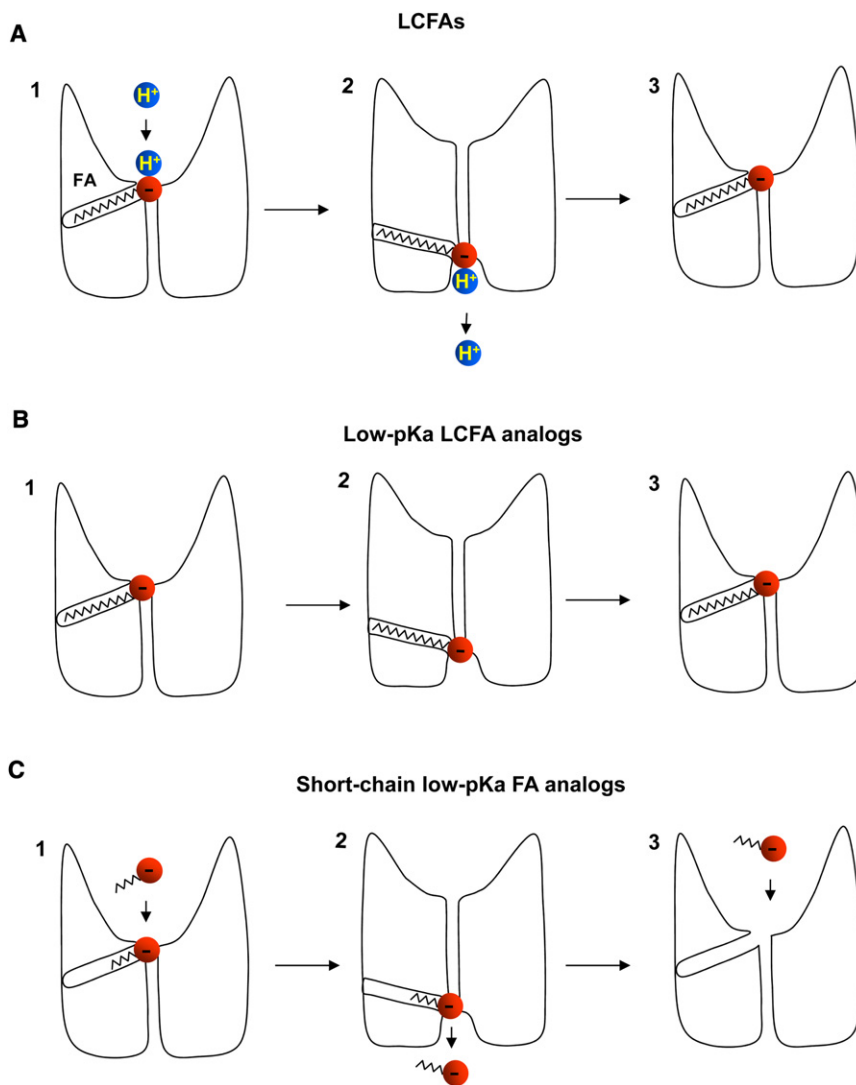 A
LCFAs
1
2
3
H+
H+
FA
-
-
H+
H+
-
B
Low-pKa LCFA analogs
1
2
3
-
-
-
C
Short-chain low-pKa FA analogs
1
2
3
-
-
-
-
-